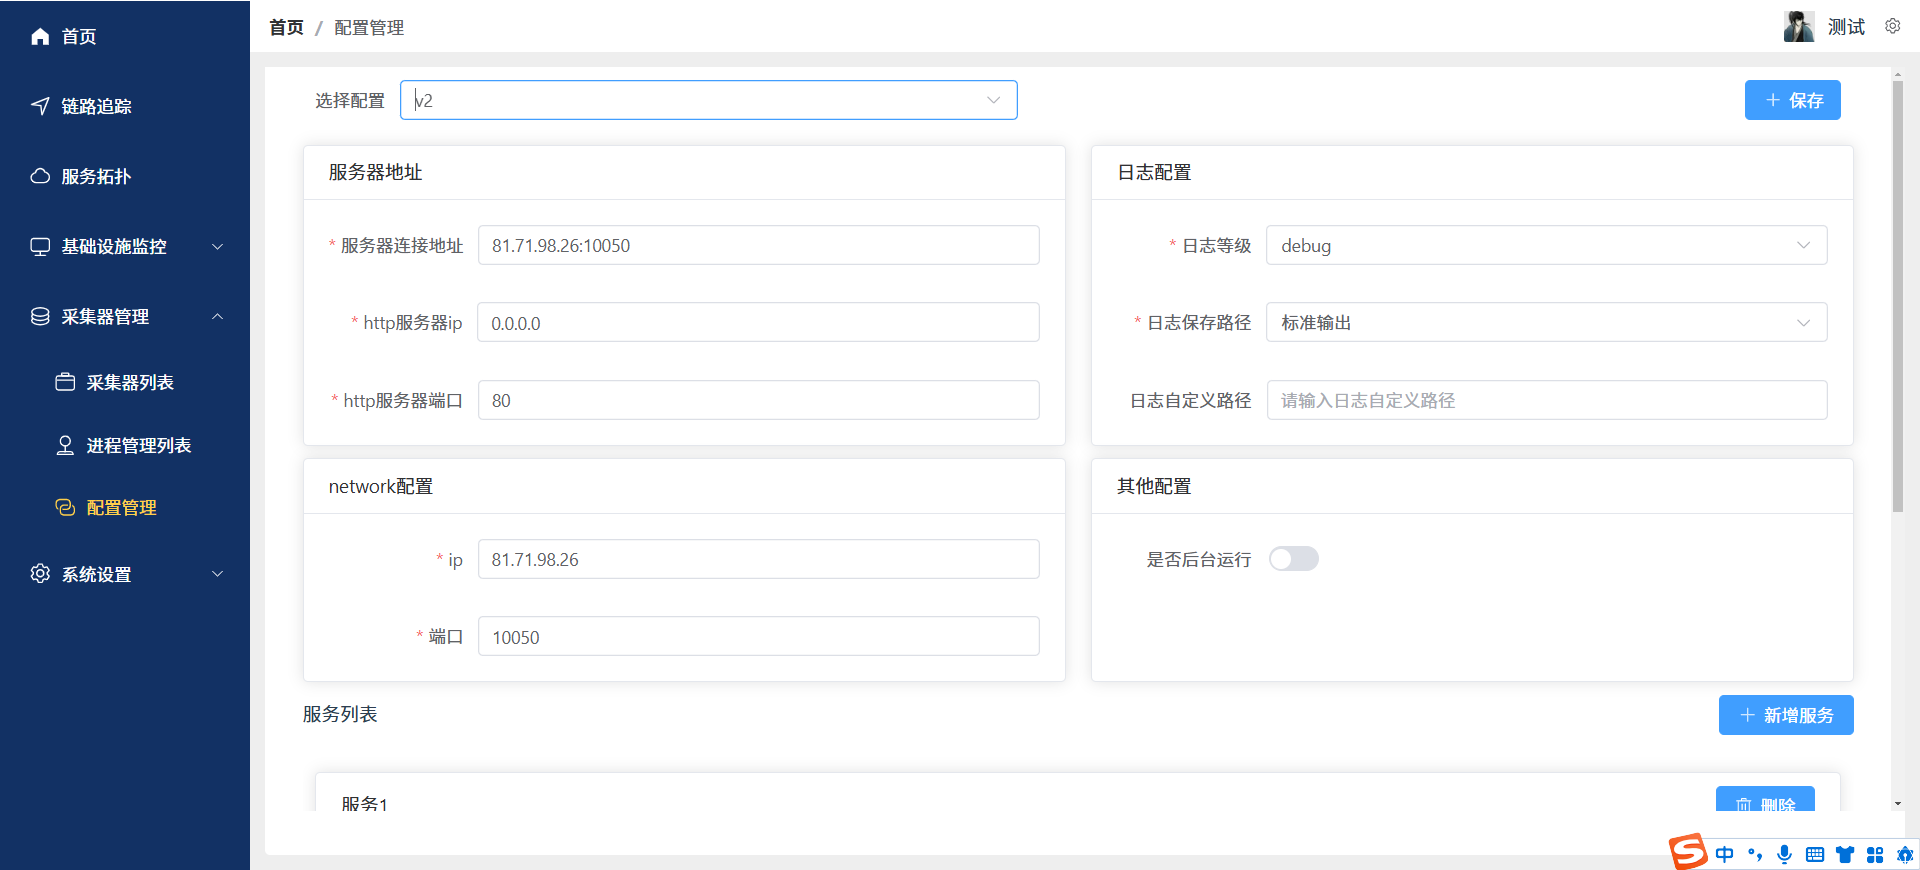 首页
链路追踪
服务拓扑
基础设施监控
采集器管理
采集器列表
进程管理列表
配置管理
系统设置
首页 / 配置管理
测试
选择配置 v2
+ 保存
服务器地址
* 服务器连接地址 81.71.98.26:10050
* http服务器ip 0.0.0.0
* http服务器端口 80
日志配置
* 日志等级 debug
* 日志保存路径 标准输出
日志自定义路径 请输入日志自定义路径
network配置
* ip 81.71.98.26
* 端口 10050
其他配置
是否后台运行
服务列表
+ 新增服务
服务1
删除
S 中